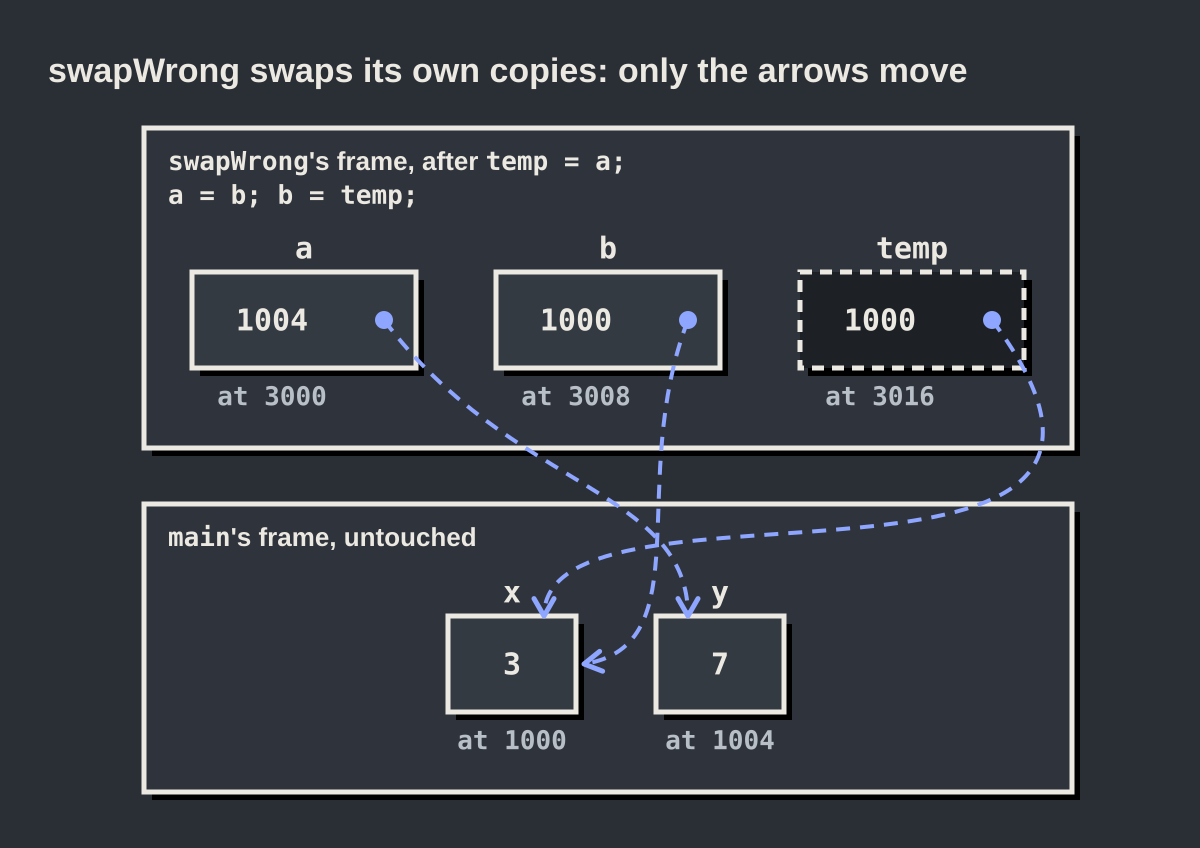 swapWrong swaps its own copies: only the arrows move
swapWrong's frame, after temp = a;
a = b; b = temp;
a b temp
1004 1000 1000
at 3000 at 3008 at 3016
main's frame, untouched
x y
3 7
at 1000 at 1004